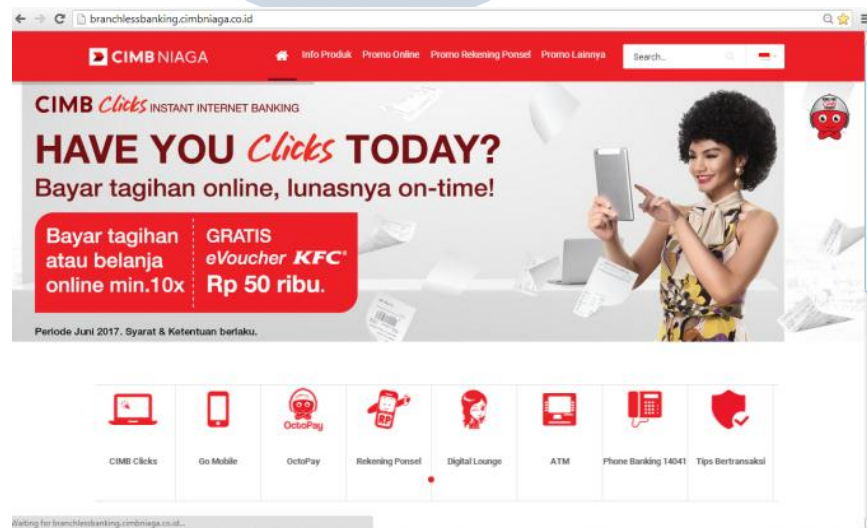 branchlessbanking.cimbniaga.co.id
CIMB NIAGA
Info Produk Promo Online Promo Rekening Ponsel Promo Lainnya Search...
CIMB Clicks INSTANT INTERNET BANKING
HAVE YOU Clicks TODAY?
Bayar tagihan online, lunasnya on-time!
Bayar tagihan
atau belanja
online min.10x
GRATIS
eVoucher KFC
Rp 50 ribu.
Periode Juni 2017. Syarat & Ketentuan berlaku.
OctoPay
RP
CIMB Clicks Go Mobile OctoPay Rekening Ponsel Digital Lounge ATM Phone Banking 14041 Tips Bertransaksi
Waiting for branchlessbanking.cimbniaga.co.id...